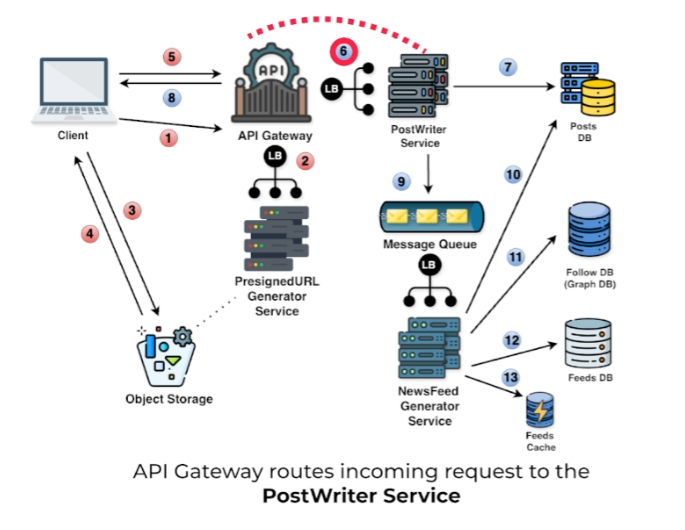 5
6
API
7
8
LB
Client
1
API Gateway
PostWriter
Service
Posts
DB
LB
2
9
10
3
4
Message Queue
11
PresignedURL
Generator
Service
LB
Follow DB
(Graph DB)
12
Feeds DB
13
Object Storage
NewsFeed
Generator
Service
Feeds
Cache
API Gateway routes incoming request to the
PostWriter Service